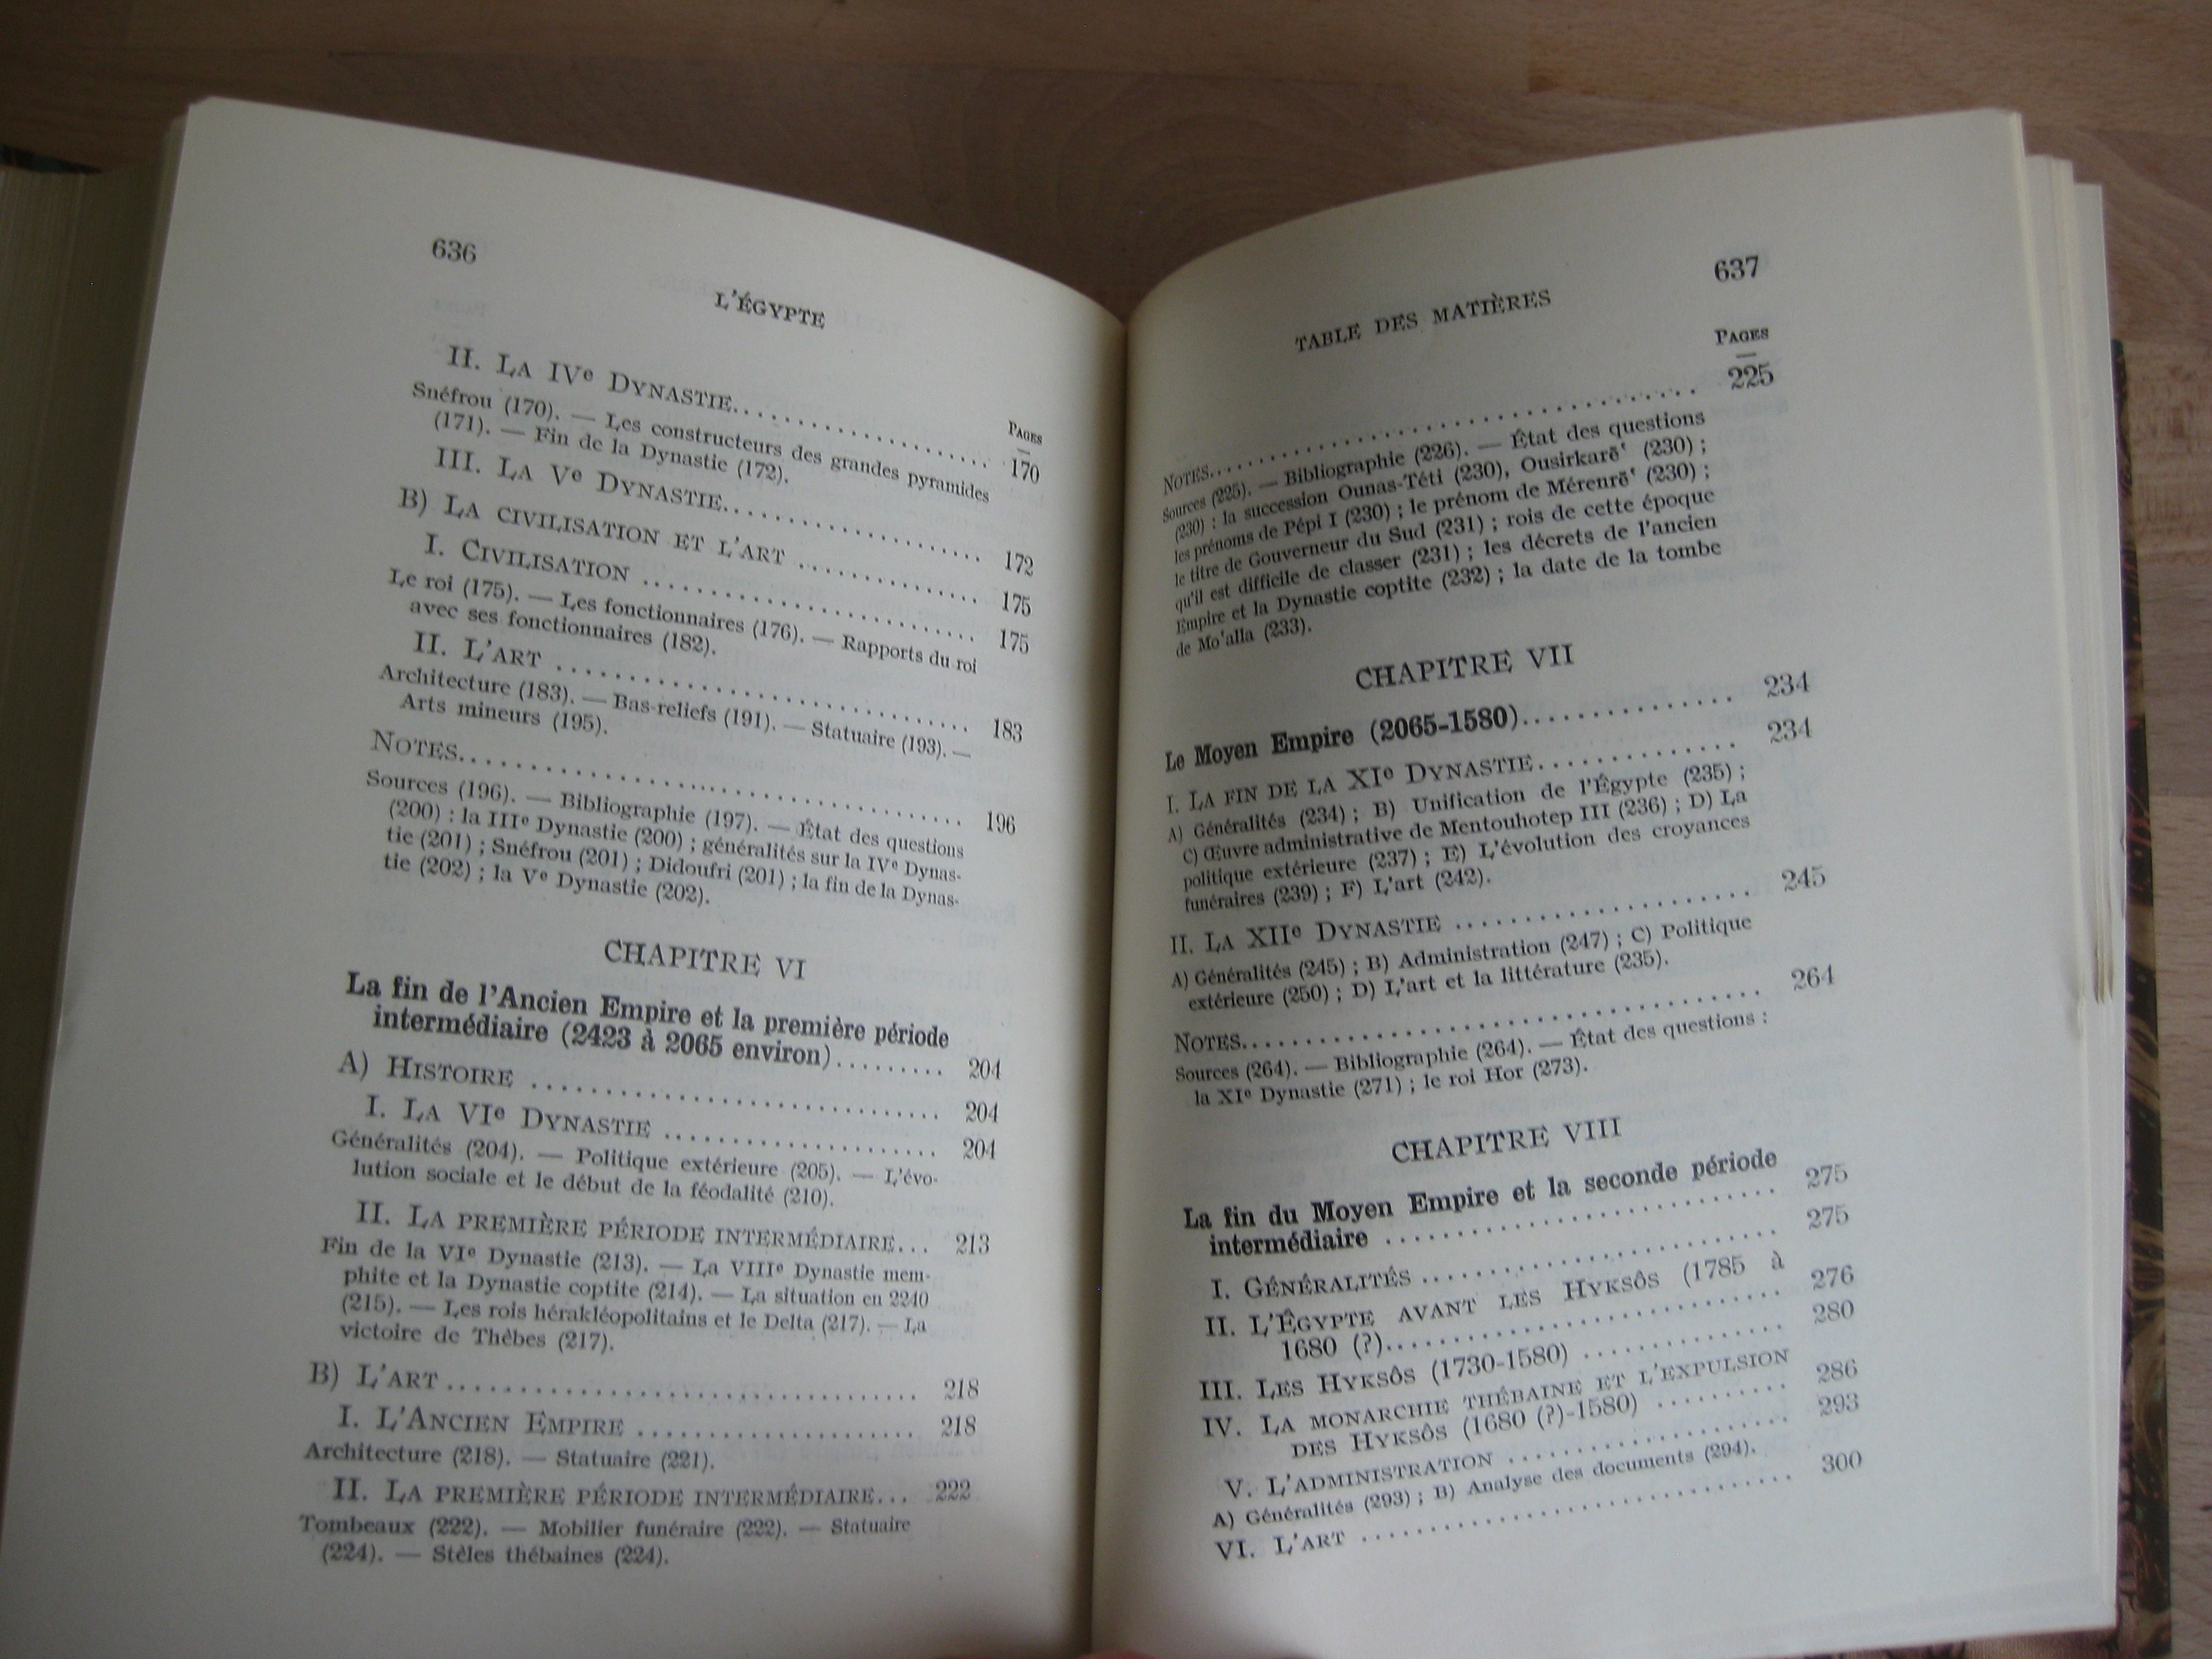 636
L'ÉGYPTE
PAGES
II. LA IVe DYNASTIE.......................... 170
Snéfrou (170). — Les constructeurs des grandes pyramides
(171). — Fin de la Dynastie (172).
III. LA Ve DYNASTIE.......................... 172
B) LA CIVILISATION ET L'ART ................ 175
I. CIVILISATION .......................... 175
Le roi (175). — Les fonctionnaires (176). — Rapports du roi
avec ses fonctionnaires (182).
II. L'ART .......................... 183
Architecture (183). — Bas-reliefs (191). — Statuaire (193). —
Arts mineurs (195).
NOTES.......................... 196
Sources (196). — Bibliographie (197). — État des questions
(200) : la IIIe Dynastie (200) ; généralités sur la IVe Dynas-
tie (201) ; Snéfrou (201) ; Didoufri (201) ; la fin de la Dynas-
tie (202) ; la Ve Dynastie (202).
CHAPITRE VI
La fin de l'Ancien Empire et la première période
intermédiaire (2423 à 2065 environ)......... 204
A) HISTOIRE .......................... 204
I. LA VIe DYNASTIE .................... 204
Généralités (204). — Politique extérieure (205). — L'évo-
lution sociale et le début de la féodalité (210).
II. LA PREMIÈRE PÉRIODE INTERMÉDIAIRE... 213
Fin de la VIe Dynastie (213). — La VIIIe Dynastie mem-
phite et la Dynastie coptite (214). — La situation en 2240
(215). — Les rois hérakléopolitains et le Delta (217). — La
victoire de Thèbes (217).
B) L'ART .......................... 218
I. L'ANCIEN EMPIRE .................... 218
Architecture (218). — Statuaire (221).
II. LA PREMIÈRE PÉRIODE INTERMÉDIAIRE... 222
Tombeaux (222). — Mobilier funéraire (222). — Statuaire
(224). — Stèles thébaines (224).
TABLE DES MATIÈRES
637
PAGES
NOTES.......................... 225
Sources (225). — Bibliographie (226). — État des questions
(230) : la succession Ounas-Téti (230), Ousirkarē‛ (230) ;
les prénoms de Pépi I (230) ; le prénom de Mérenrē‛ (230) ;
le titre de Gouverneur du Sud (231) ; rois de cette époque
qu'il est difficile de classer (231) ; les décrets de l'ancien
Empire et la Dynastie coptite (232) ; la date de la tombe
de Mo‛alla (233).
CHAPITRE VII
Le Moyen Empire (2065-1580)................ 234
I. LA FIN DE LA XIe DYNASTIE............. 234
A) Généralités (234) ; B) Unification de l'Égypte (235) ;
C) Œuvre administrative de Mentouhotep III (236) ; D) La
politique extérieure (237) ; E) L'évolution des croyances
funéraires (239) ; F) L'art (242).
II. LA XIIe DYNASTIE .................... 245
A) Généralités (245) ; B) Administration (247) ; C) Politique
extérieure (250) ; D) L'art et la littérature (235).
NOTES.......................... 264
Sources (264). — Bibliographie (264). — État des questions :
la XIe Dynastie (271) ; le roi Hor (273).
CHAPITRE VIII
La fin du Moyen Empire et la seconde période
intermédiaire .......................... 275
I. GÉNÉRALITÉS .......................... 275
II. L'ÉGYPTE AVANT LES HYKSÔS (1785 à
1680 (?).......................... 276
III. LES HYKSÔS (1730-1580) .............. 280
IV. LA MONARCHIE THÉBAINE ET L'EXPULSION
DES HYKSÔS (1680 (?)-1580) ......... 286
V. L'ADMINISTRATION .................... 293
A) Généralités (293) ; B) Analyse des documents (294).
VI. L'ART .......................... 300